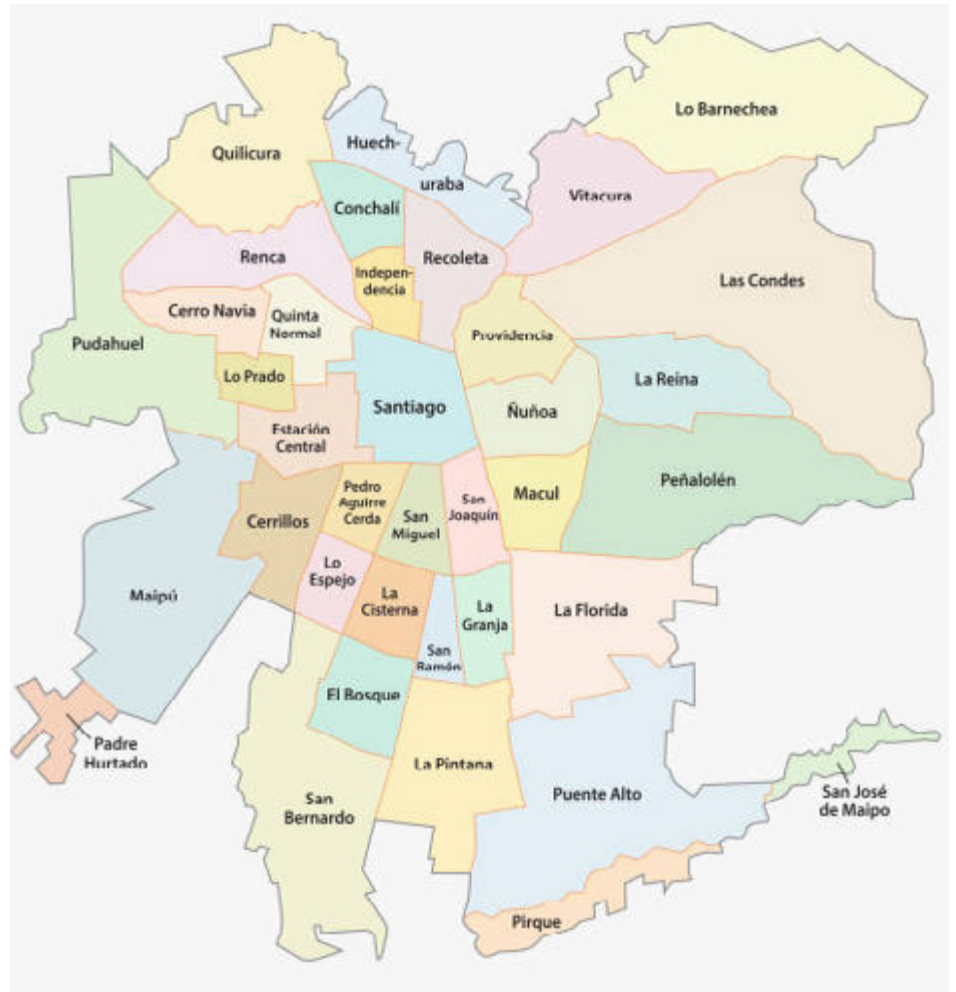 Lo Barnechea
Quilicura
Huech-
uraba
Vitacura
Conchalí
Renca
Recoleta
Indepen-
dencia
Las Condes
Cerro Navia
Quinta
Normal
Pudahuel
Providencia
Lo Prado
La Reina
Santiago
Ñuñoa
Estación
Central
Peñalolén
Pedro
Aguirre
Cerda
San
Joaquín
Macul
Cerrillos
San
Miguel
Lo
Espejo
Maipú
La
Cisterna
La
Granja
La Florida
San
Ramón
El Bosque
Padre
Hurtado
La Pintana
San
Bernardo
Puente Alto
San José
de Maipo
Pirque